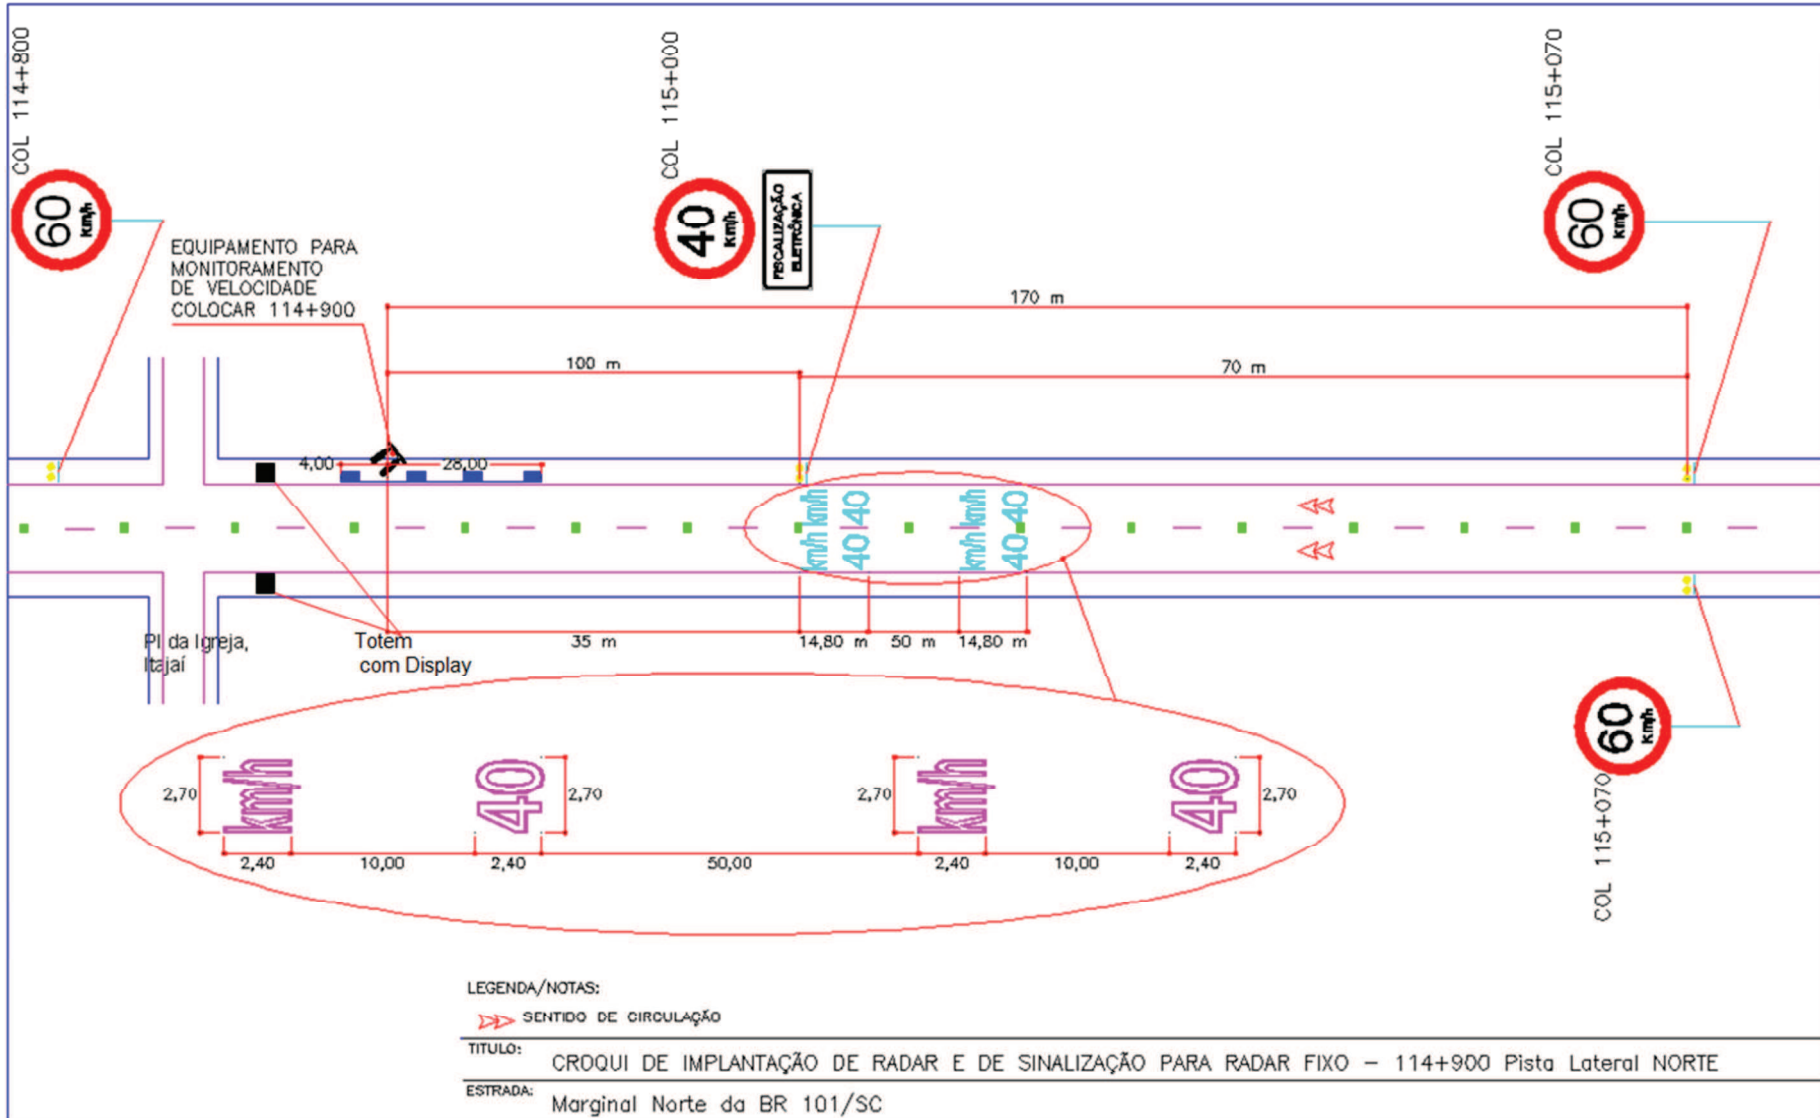 COL 114+800
60
km/h
EQUIPAMENTO PARA
MONITORAMENTO
DE VELOCIDADE
COLOCAR 114+900
COL 115+000
40
km/h
FISCALIZAÇÃO
ELETRÔNICA
COL 115+070
60
km/h
170 m
100 m
70 m
4,00
28,00
km/h km/h
40 40
km/h km/h
40 40
PI da Igreja,
Itajaí
Totem
com Display
35 m
14,80 m
50 m
14,80 m
60
km/h
COL 115+070
2,70
km/h
40
2,70
2,70
km/h
40
2,70
2,40
10,00
2,40
50,00
2,40
10,00
2,40
LEGENDA/NOTAS:
SENTIDO DE CIRCULAÇÃO
TITULO:
CROQUI DE IMPLANTAÇÃO DE RADAR E DE SINALIZAÇÃO PARA RADAR FIXO – 114+900 Pista Lateral NORTE
ESTRADA:
Marginal Norte da BR 101/SC